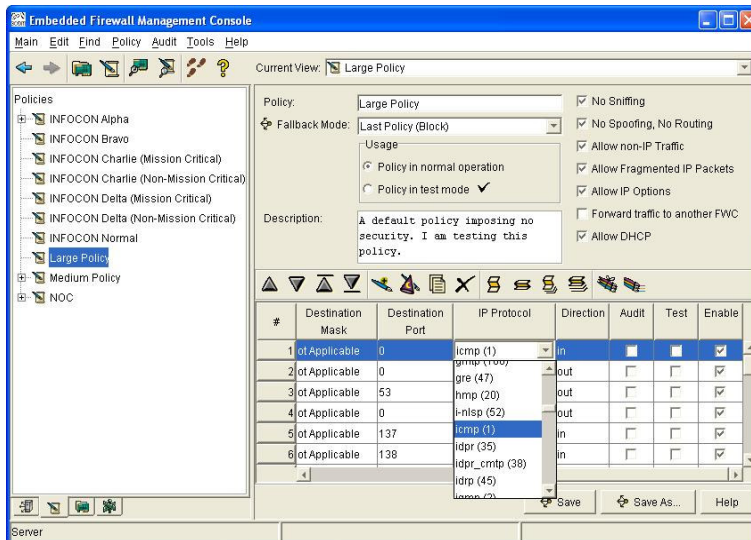 Embedded Firewall Management Console
Main Edit Find Policy Audit Tools Help
Current View: Large Policy
Policies
INFOCON Alpha
INFOCON Bravo
INFOCON Charlie (Mission Critical)
INFOCON Charlie (Non-Mission Critical)
INFOCON Delta (Mission Critical)
INFOCON Delta (Non-Mission Critical)
INFOCON Normal
Large Policy
Medium Policy
NOC
Policy: Large Policy
Fallback Mode: Last Policy (Block)
Usage
Policy in normal operation
Policy in test mode
Description: A default policy imposing no
security. I am testing this
policy.
No Sniffing
No Spoofing, No Routing
Allow non-IP Traffic
Allow Fragmented IP Packets
Allow IP Options
Forward traffic to another FWC
Allow DHCP
# Destination Mask Destination Port IP Protocol Direction Audit Test Enable
1 ot Applicable 0 icmp (1) in
2 ot Applicable 0 out
3 ot Applicable 53 out
4 ot Applicable 0 out
5 ot Applicable 137 in
6 ot Applicable 138 in
gmtp (100)
gre (47)
hmp (20)
i-nlsp (52)
icmp (1)
idpr (35)
idpr_cmtp (38)
idrp (45)
igmp (2)
Save Save As... Help
Server